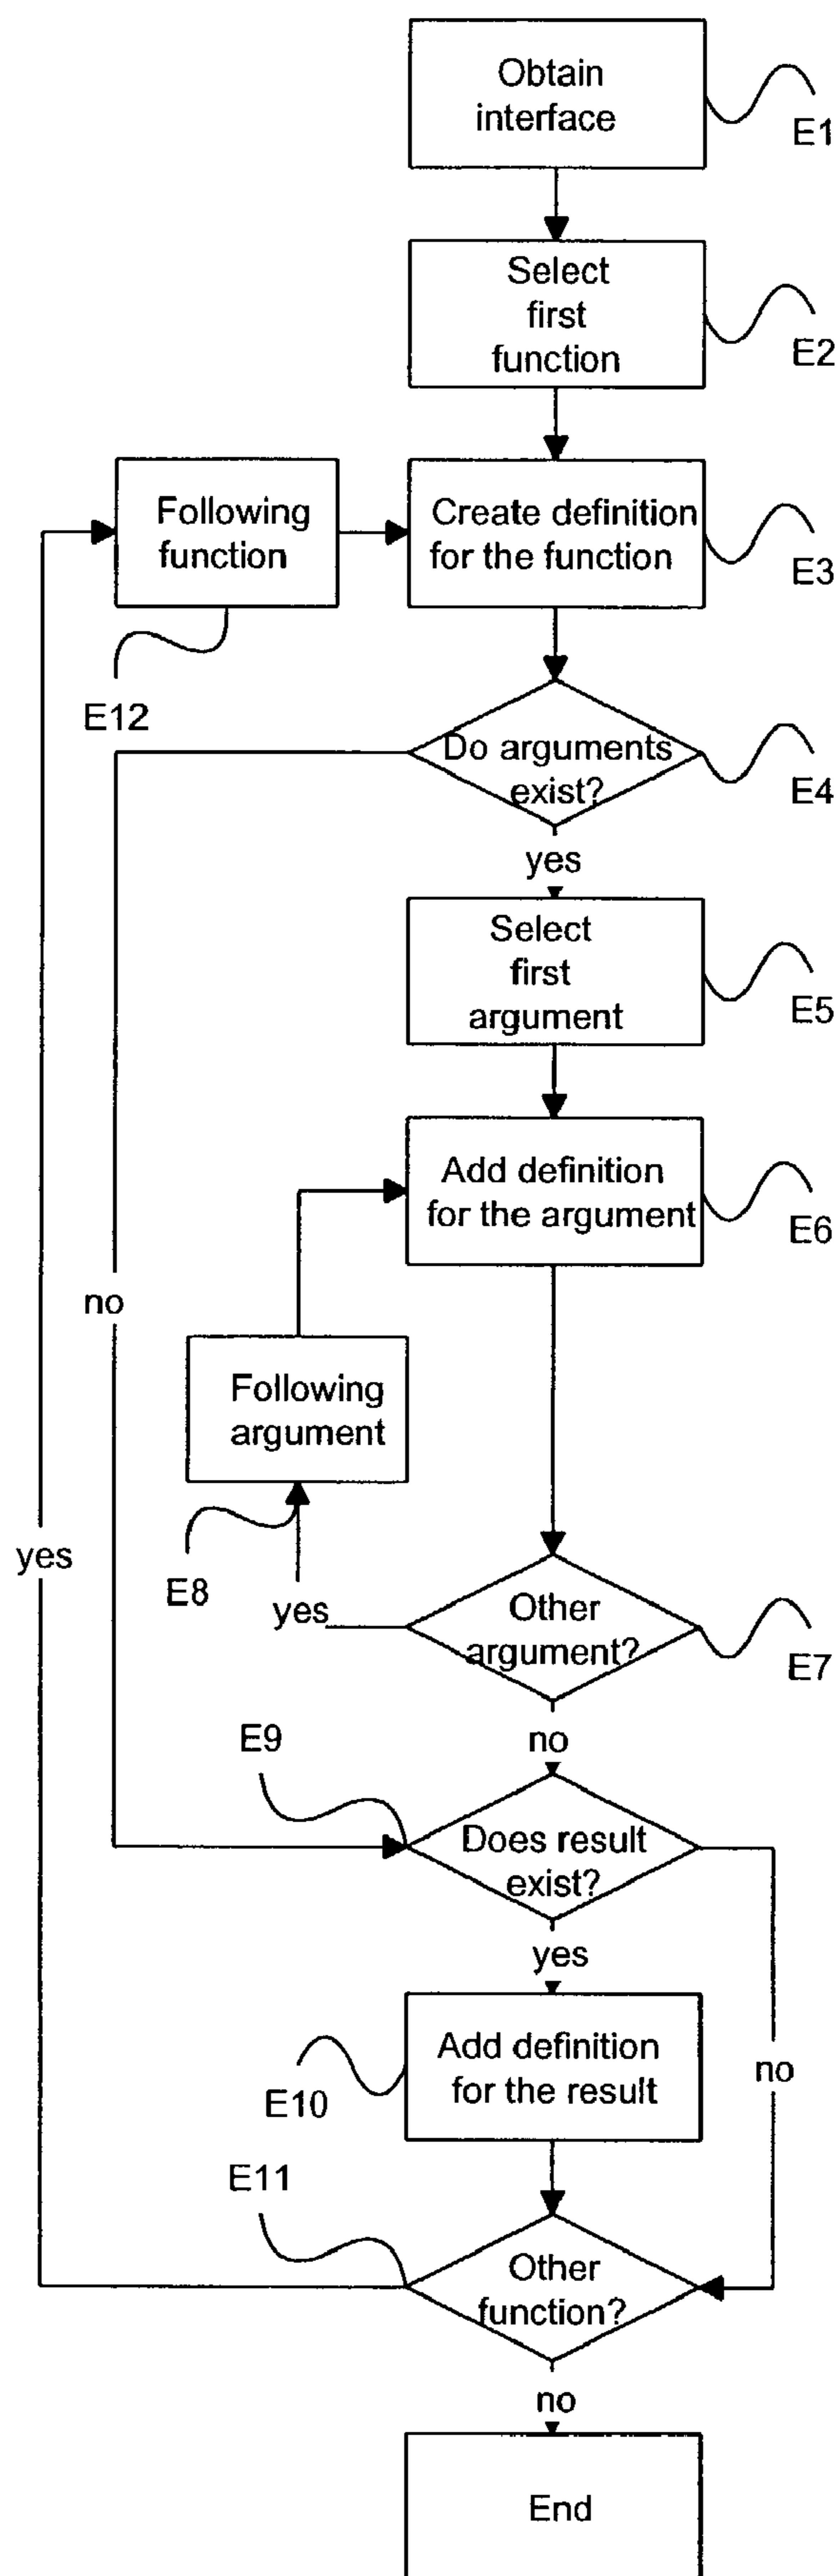 Obtain
interface
E1
Select
first
function
E2
Following
function
E12
Create definition
for the function
E3
Do arguments
exist?
E4
yes
Select
first
argument
E5
Add definition
for the argument
E6
no
Following
argument
E8
yes
yes
Other
argument?
E7
no
E9
Does result
exist?
yes
no
Add definition
for the result
E10
E11
Other
function?
no
End